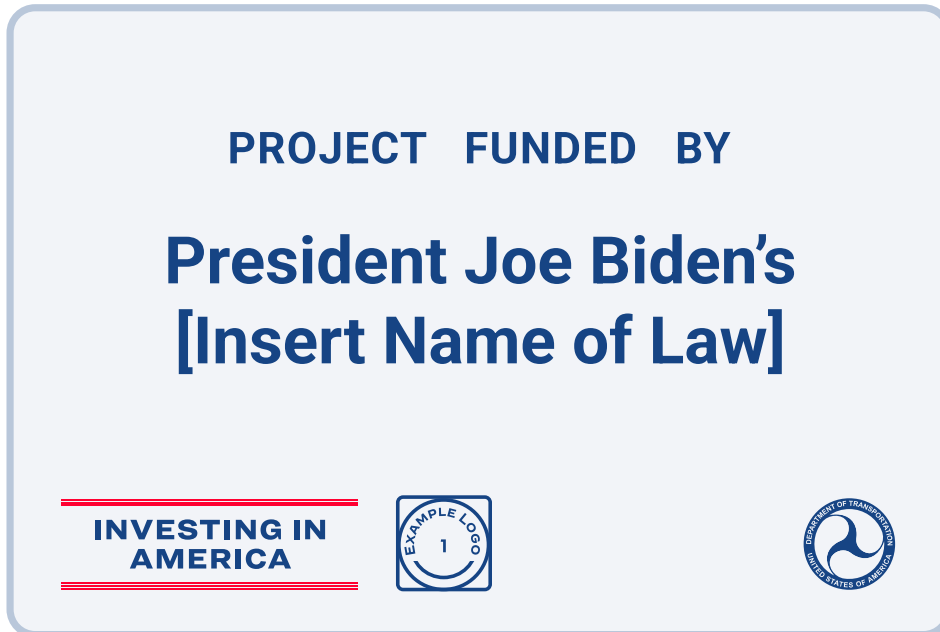 PROJECT FUNDED BY
President Joe Biden’s
[Insert Name of Law]
INVESTING IN
AMERICA
EXAMPLE LOGO
1
DEPARTMENT OF TRANSPORTATION
UNITED STATES OF AMERICA